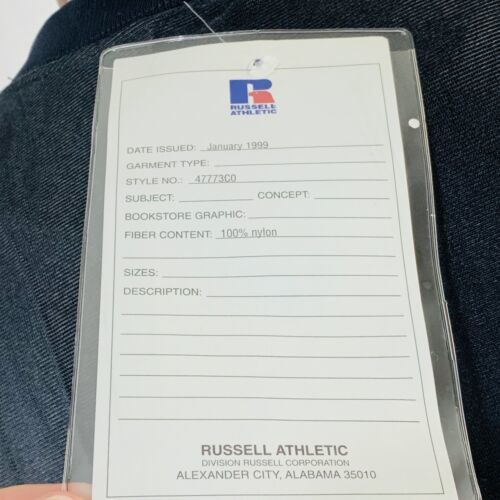 RUSSELL
ATHLETIC
DATE ISSUED: January 1999
GARMENT TYPE:
STYLE NO.: 47773C0
SUBJECT: CONCEPT:
BOOKSTORE GRAPHIC:
FIBER CONTENT: 100% nylon
SIZES:
DESCRIPTION:
RUSSELL ATHLETIC
DIVISION RUSSELL CORPORATION
ALEXANDER CITY, ALABAMA 35010